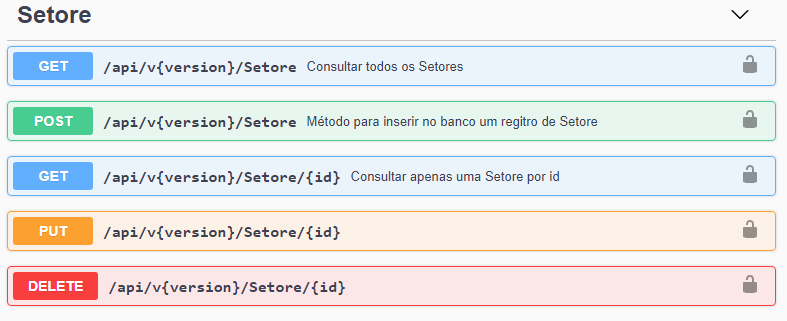 Setore
GET /api/v{version}/Setore Consultar todos os Setores
POST /api/v{version}/Setore Método para inserir no banco um regitro de Setore
GET /api/v{version}/Setore/{id} Consultar apenas uma Setore por id
PUT /api/v{version}/Setore/{id}
DELETE /api/v{version}/Setore/{id}